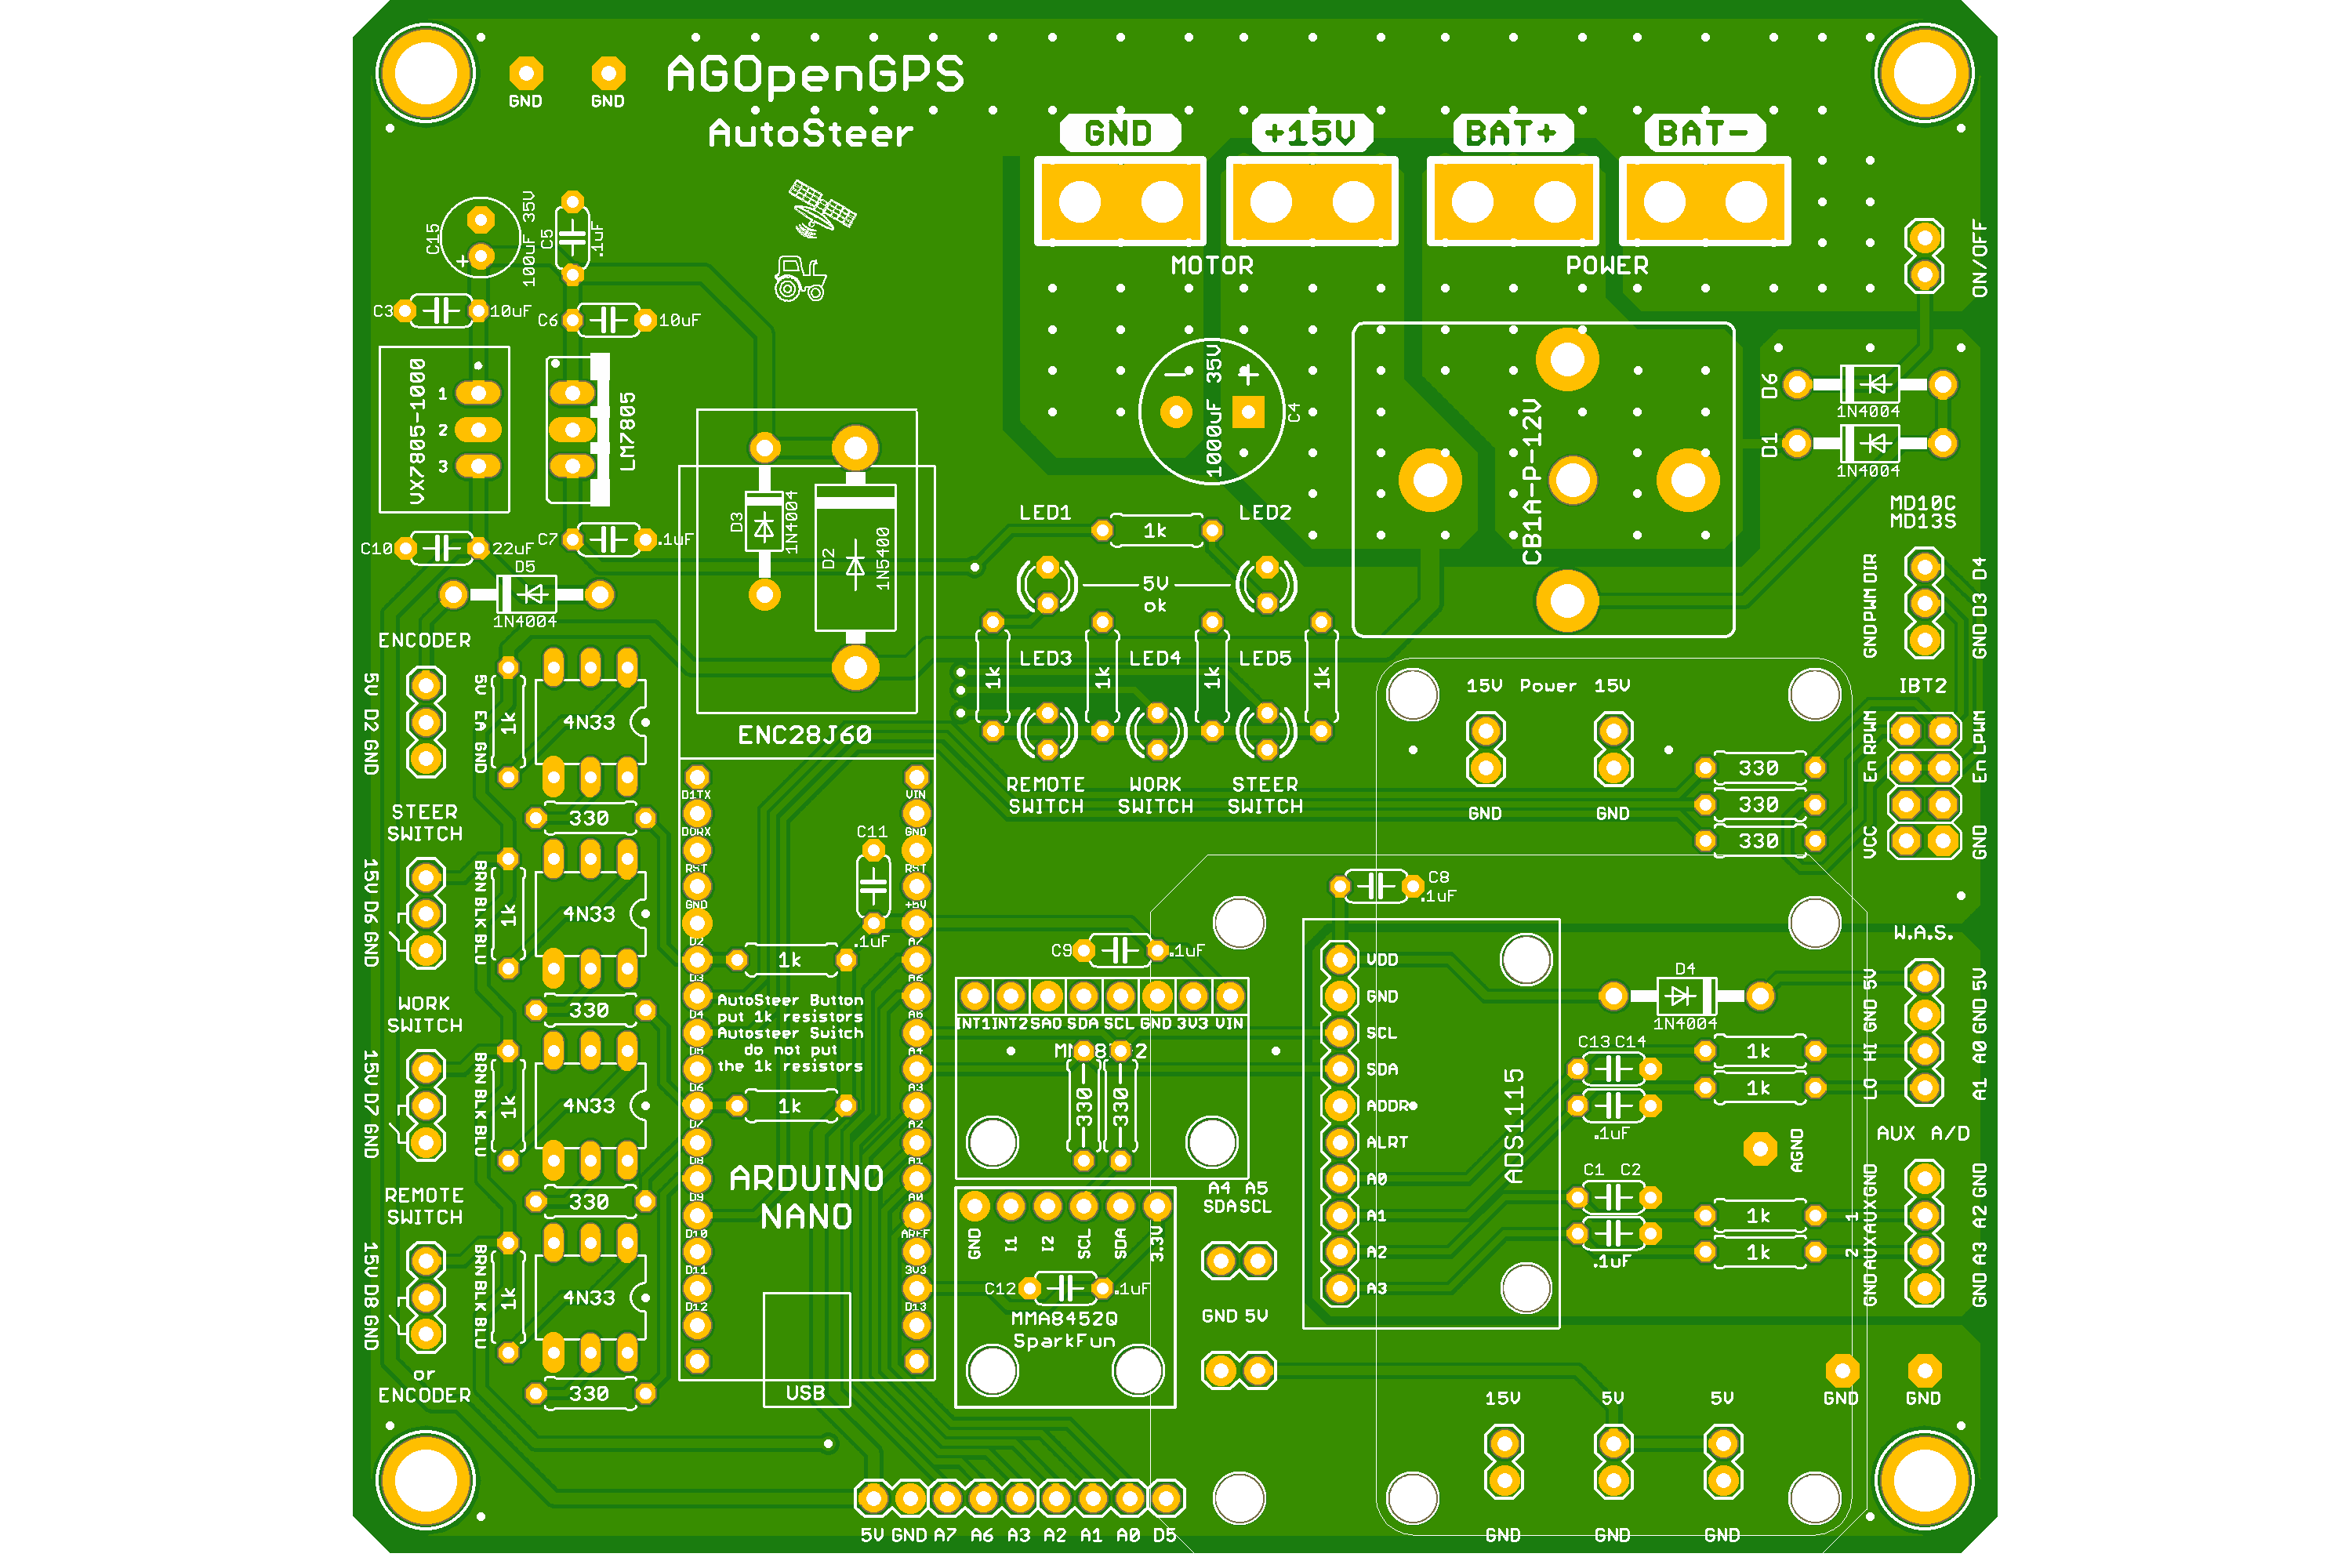 AGOpenGPS
AutoSteer
GND
GND
GND
+15V
BAT+
BAT-
MOTOR
POWER
ON/OFF
C15
100uF 35V
C5
.1uF
C3
10uF
C6
10uF
VX7805-1000
1
2
3
LM7805
C10
22uF
C7
.1uF
D5
1N4004
D3
1N4004
D2
1N5400
ENC28J60
1000uF 35V
C4
CB1A-P-12V
D6
1N4004
D1
1N4004
MD10C
MD13S
GND PWM DIR
GND D3 D4
LED1
1k
LED2
5V
ok
LED3
LED4
LED5
1k
1k
1k
1k
REMOTE
SWITCH
WORK
SWITCH
STEER
SWITCH
15V Power 15V
GND
GND
330
330
330
IBT2
En RPWM
En LPWM
VCC
GND
ENCODER
5V D2 GND
5V EA GND
1k
4N33
330
STEER
SWITCH
15V D6 GND
BRN BLK BLU
1k
4N33
330
WORK
SWITCH
15V D7 GND
BRN BLK BLU
1k
4N33
330
REMOTE
SWITCH
15V D8 GND
BRN BLK BLU
1k
4N33
330
or
ENCODER
D1TX
RST
GND
D2
D3
D4
D5
D6
D7
D8
D9
D10
D11
D12
VIN
GND
RST
+5V
A7
A6
A5
A4
A3
A2
A1
A0
AREF
3V3
D13
C11
.1uF
1k
AutoSteer Button
put 1k resistors
Autosteer Switch
do not put
the 1k resistors
1k
ARDUINO
NANO
USB
C9
.1uF
INT1 INT2 SAO SDA SCL GND 3V3 VIN
330
330
GND
I1
I2
SCL
SDA
3.3V
C12
.1uF
MMA8452Q
SparkFun
A4 A5
SDA SCL
GND 5V
C8
.1uF
VDD
GND
SCL
SDA
ADDR
ALRT
A0
A1
A2
A3
ADS1115
D4
1N4004
C13 C14
.1uF
C1 C2
.1uF
1k
1k
1k
1k
AGND
W.A.S.
LO HI GND 5V
A1 A0 GND 5V
AUX A/D
GND AUX AUX GND
2 1
GND A3 A2 GND
15V
5V
5V
GND
GND
GND
GND
GND
5V GND A7 A6 A3 A2 A1 A0 D5